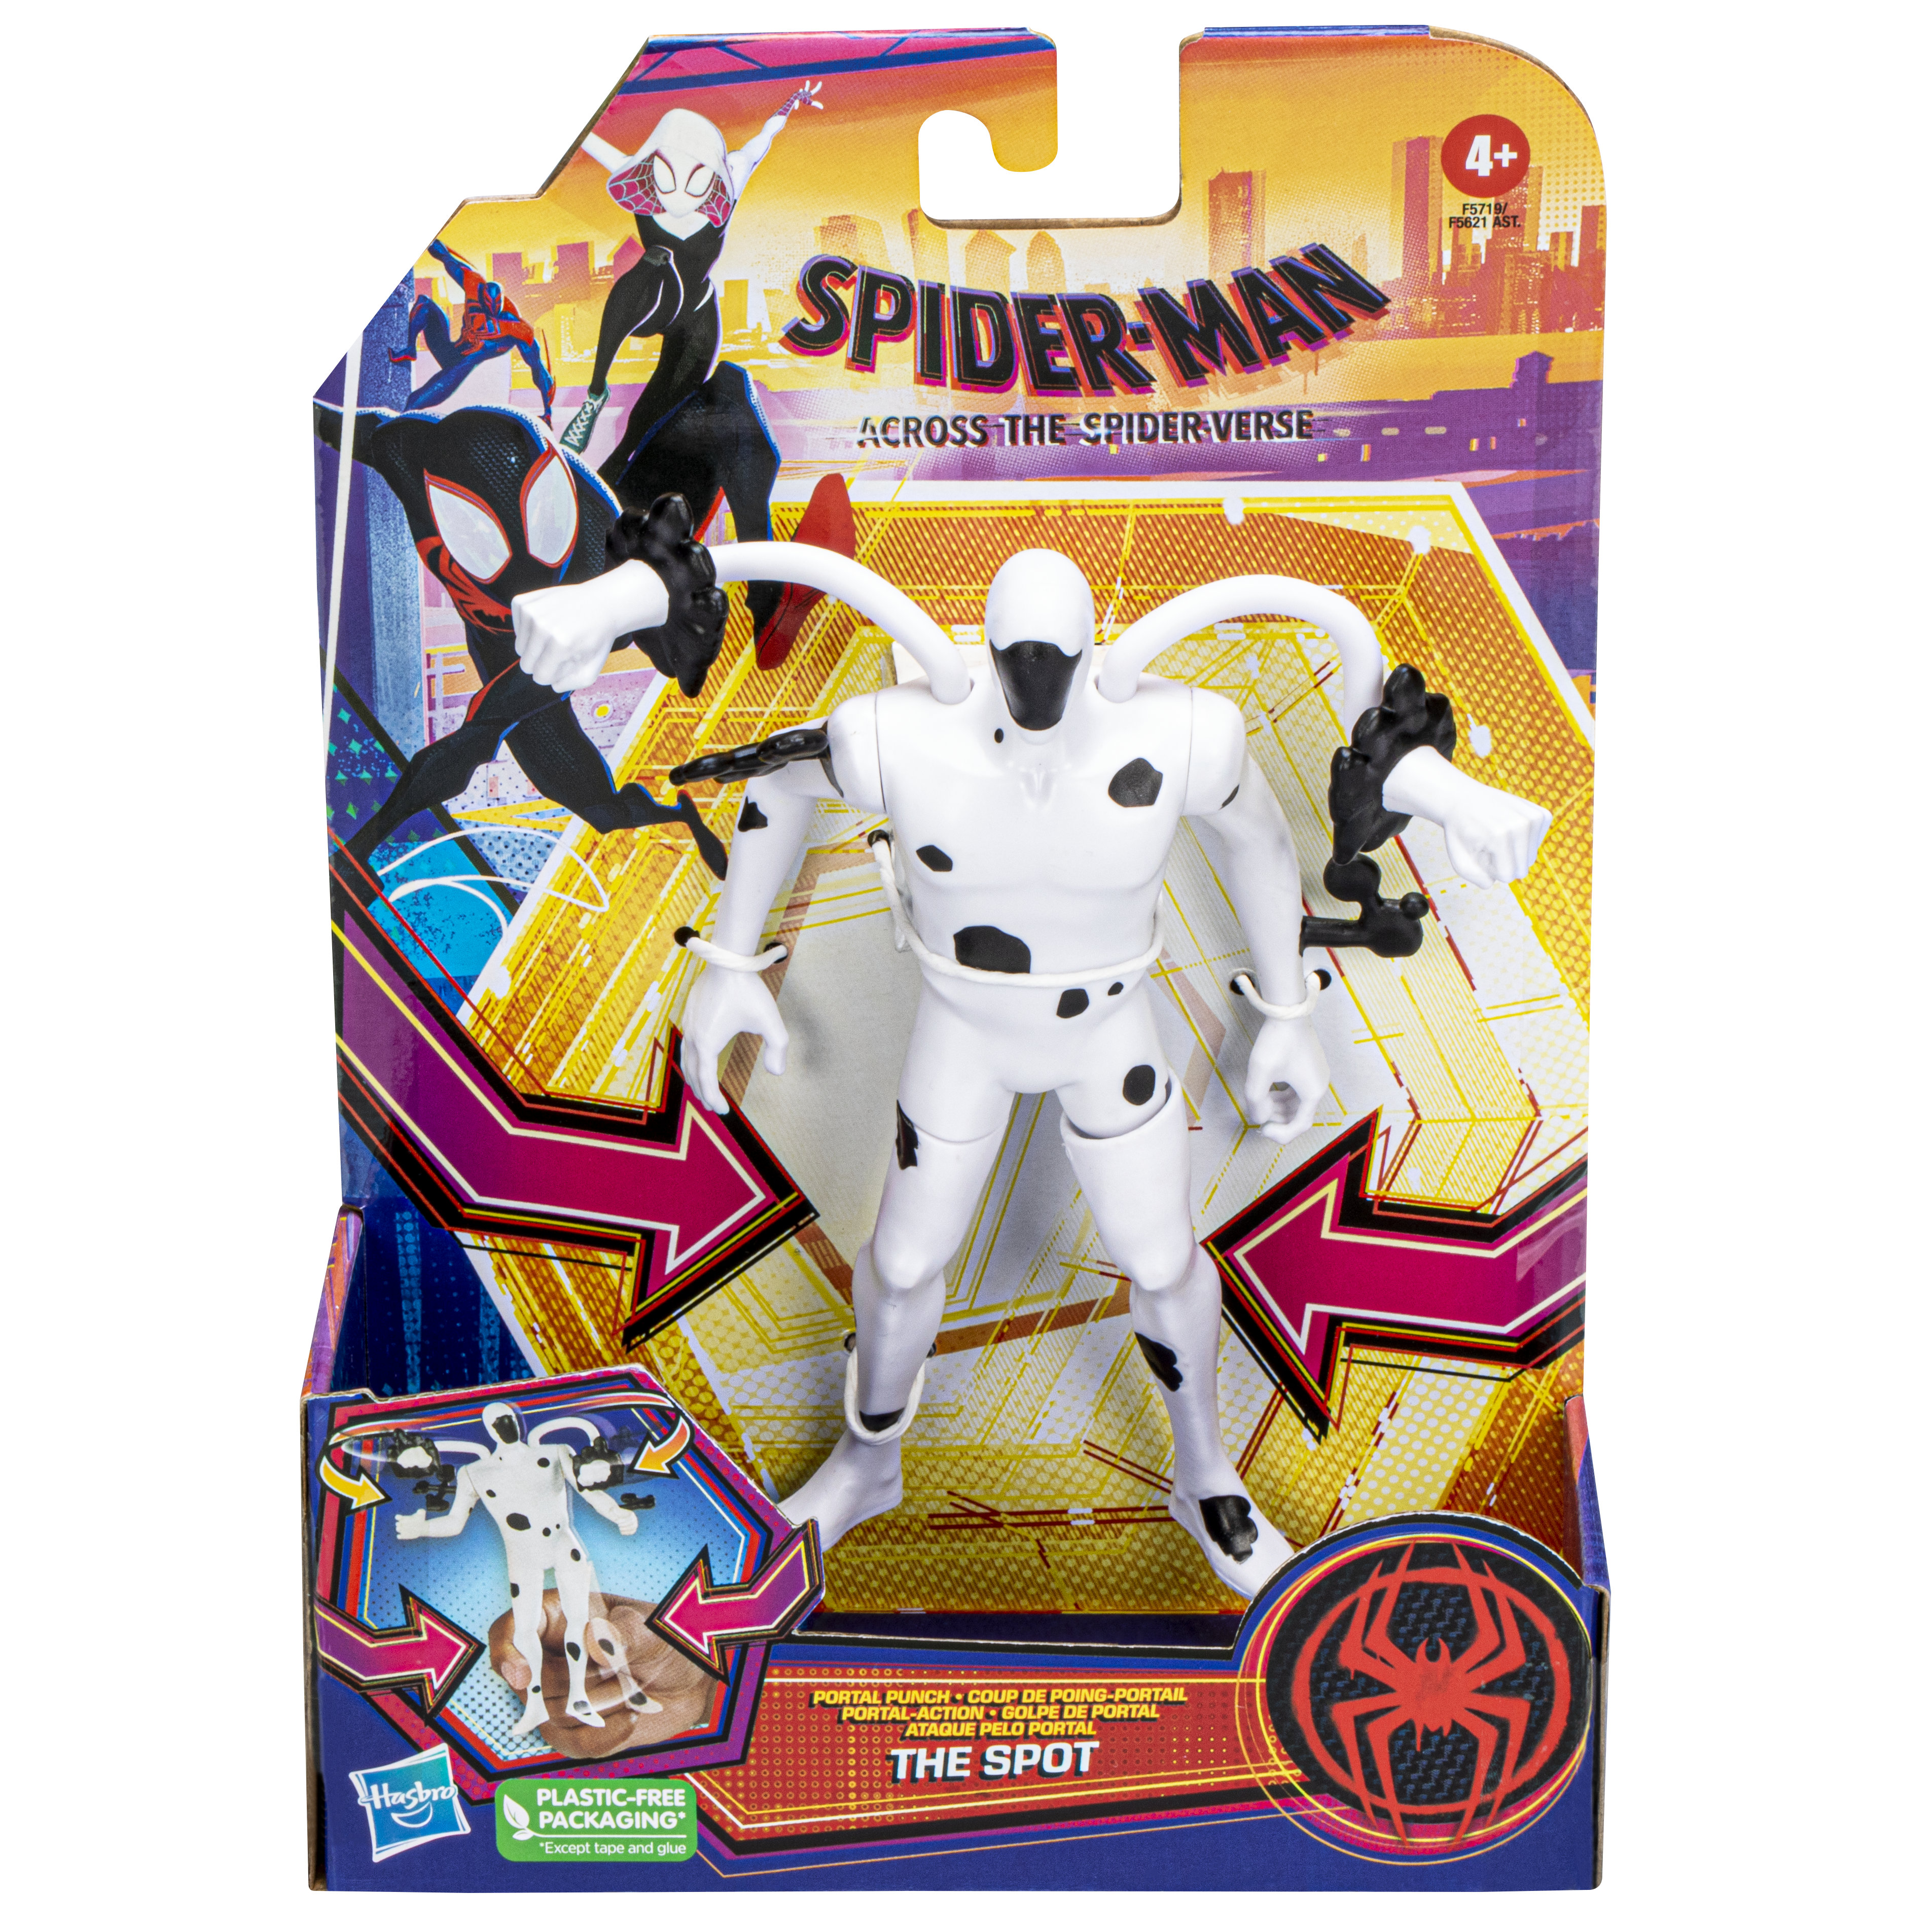 4+
F5719/
F5621 AST.
SPIDER-MAN
ACROSS THE SPIDER-VERSE
PORTAL PUNCH • COUP DE POING-PORTAIL
PORTAL-ACTION • GOLPE DE PORTAL
ATAQUE PELO PORTAL
THE SPOT
Hasbro
PLASTIC-FREE
PACKAGING*
*Except tape and glue